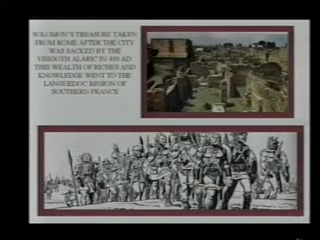 SOLOMON'S TREASURE TAKEN
FROM ROME AFTER THE CITY
WAS SACKED BY THE
VISIGOTH ALARIC IN 410 AD.
THIS WEALTH OF RICHES AND
KNOWLEDGE WENT TO THE
LANGUEDOC REGION OF
SOUTHERN FRANCE